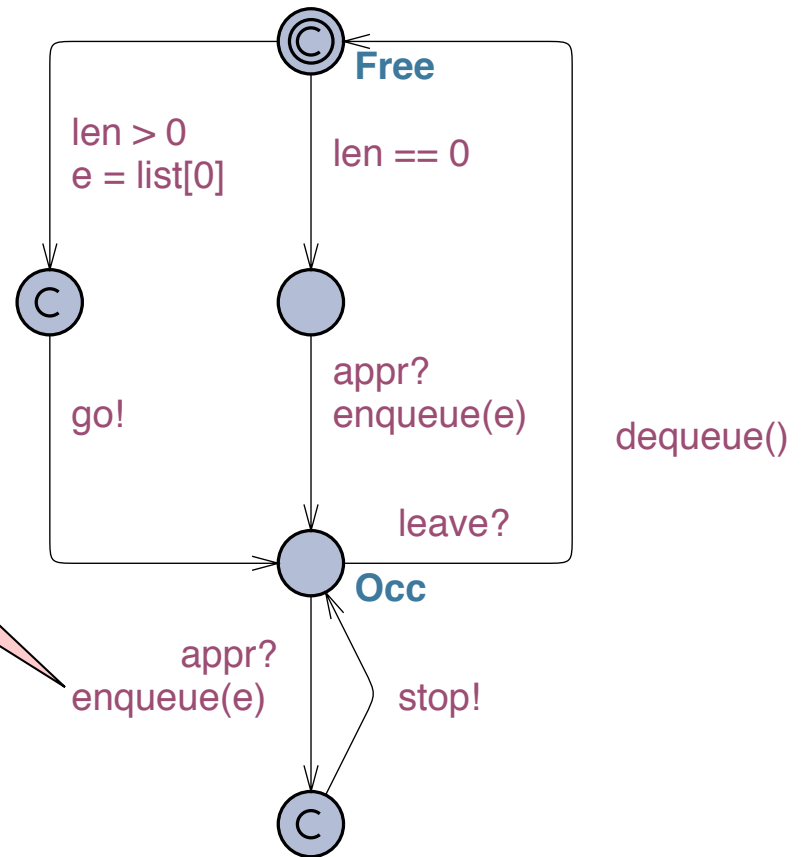 C
Free
len > 0
e = list[0]
len == 0
C
appr?
enqueue(e)
go!
dequeue()
leave?
Occ
appr?
enqueue(e)
stop!
C